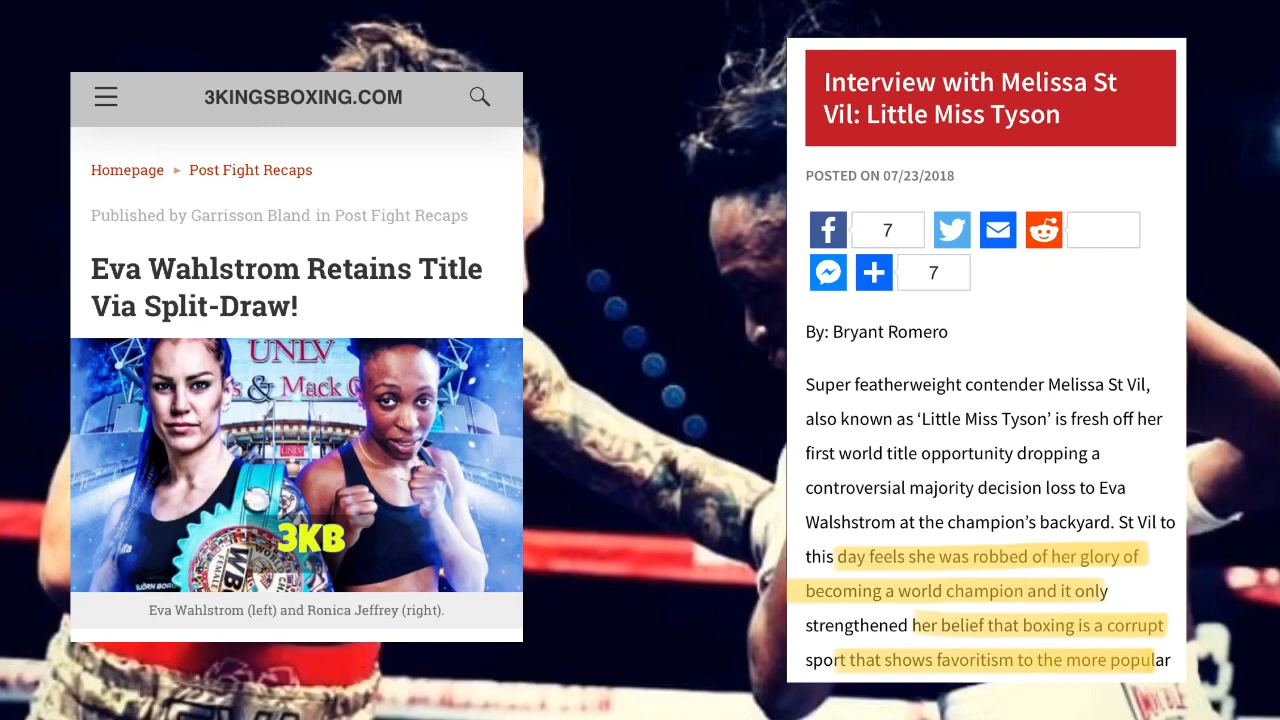 3KINGSBOXING.COM
Homepage ▸ Post Fight Recaps
Published by Garrisson Bland in Post Fight Recaps
Eva Wahlstrom Retains Title
Via Split-Draw!
UNLV
& Mack
UNLV
3KB
BJÖRN BORG
WBC
Eva Wahlstrom (left) and Ronica Jeffrey (right).
Interview with Melissa St
Vil: Little Miss Tyson
POSTED ON 07/23/2018
7
7
By: Bryant Romero
Super featherweight contender Melissa St Vil,
also known as ‘Little Miss Tyson’ is fresh off her
first world title opportunity dropping a
controversial majority decision loss to Eva
Walshstrom at the champion’s backyard. St Vil to
this day feels she was robbed of her glory of
becoming a world champion and it only
strengthened her belief that boxing is a corrupt
sport that shows favoritism to the more popular